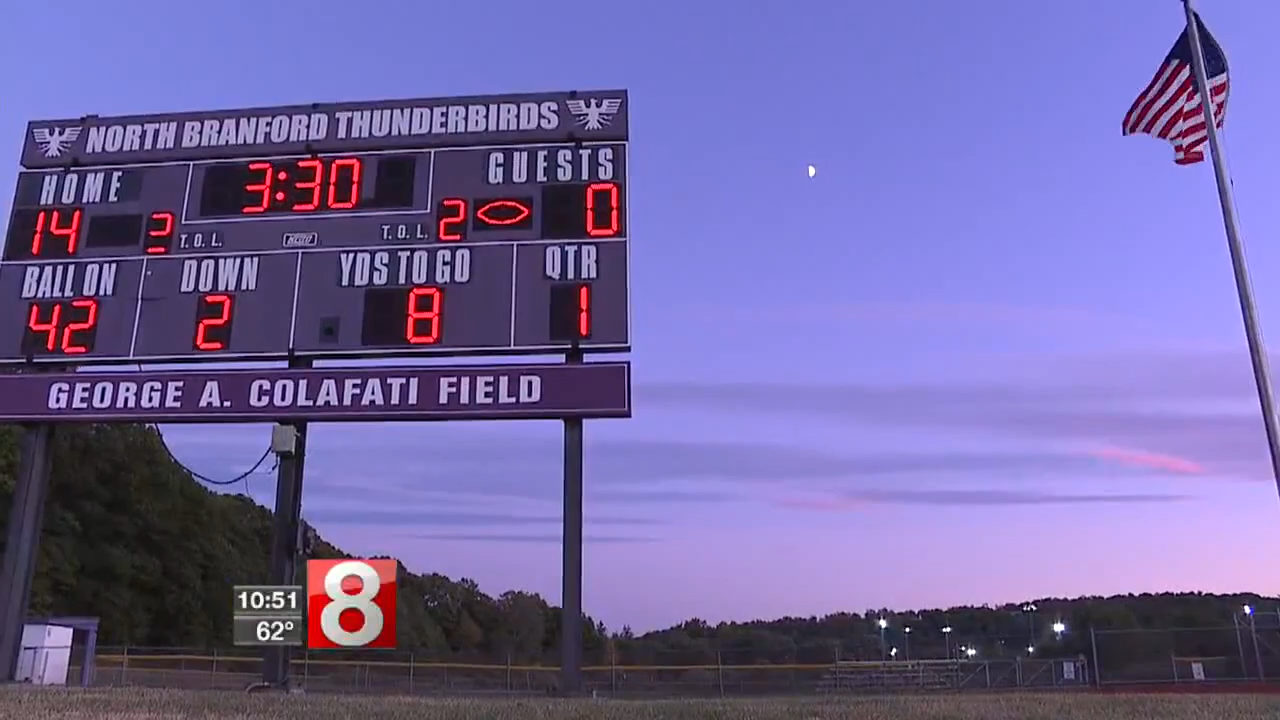 NORTH BRANFORD THUNDERBIRDS
HOME 3:30 GUESTS
14 2 T.O.L. T.O.L. 2 0
BALL ON DOWN YDS TO GO QTR
42 2 8 1
GEORGE A. COLAFATI FIELD
10:51 8
62°